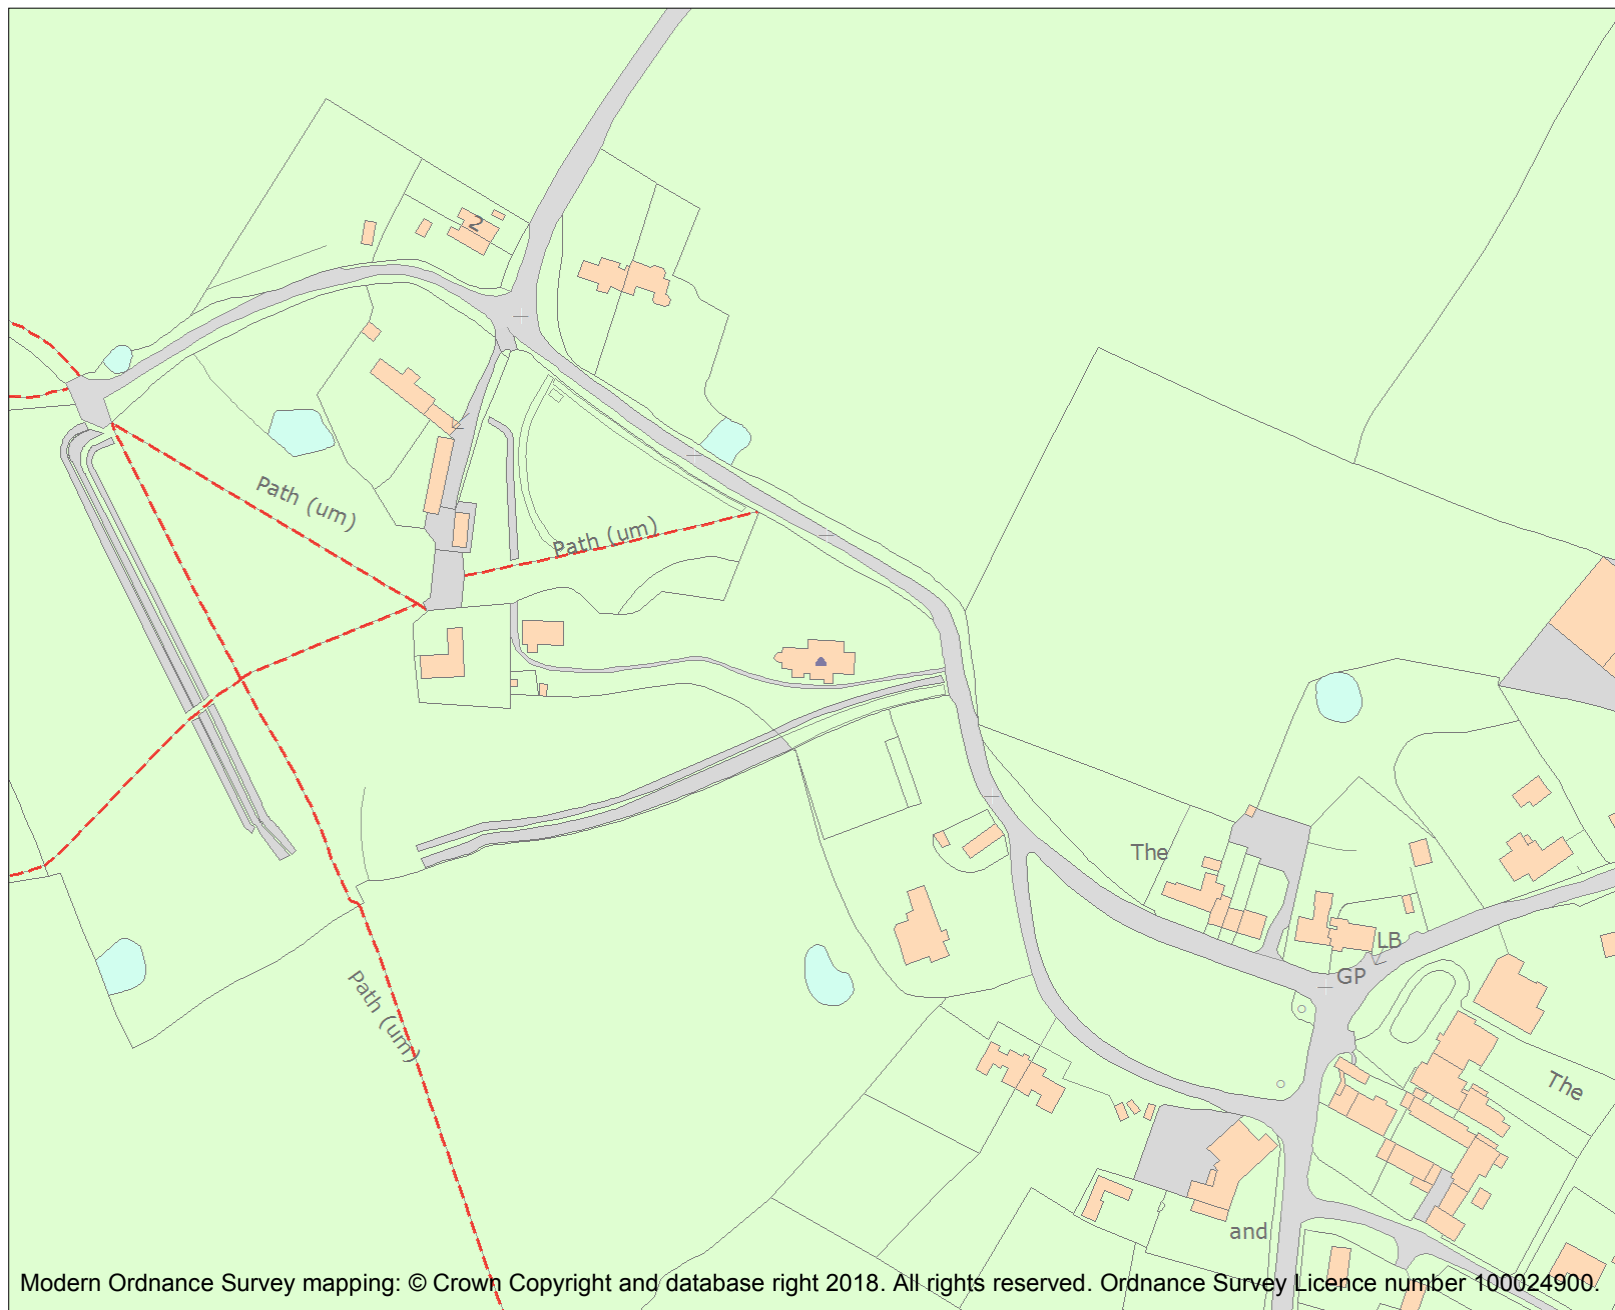 2
Path (um)
Path (um)
The
LB
GP
Path (um)
The
and
Modern Ordnance Survey mapping: © Crown Copyright and database right 2018. All rights reserved. Ordnance Survey Licence number 100024900.